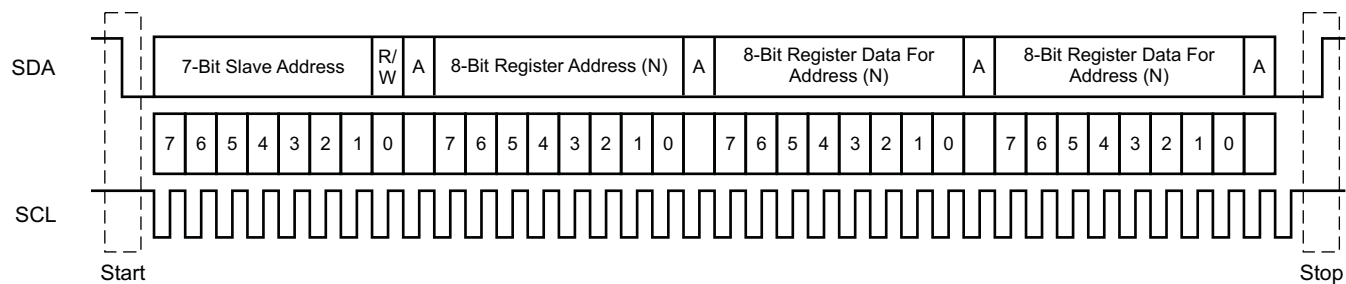 SDA
7-Bit Slave Address
R/
W
A
8-Bit Register Address (N)
A
8-Bit Register Data For
Address (N)
A
8-Bit Register Data For
Address (N)
A
7 6 5 4 3 2 1 0 7 6 5 4 3 2 1 0 7 6 5 4 3 2 1 0 7 6 5 4 3 2 1 0
SCL
Start
Stop